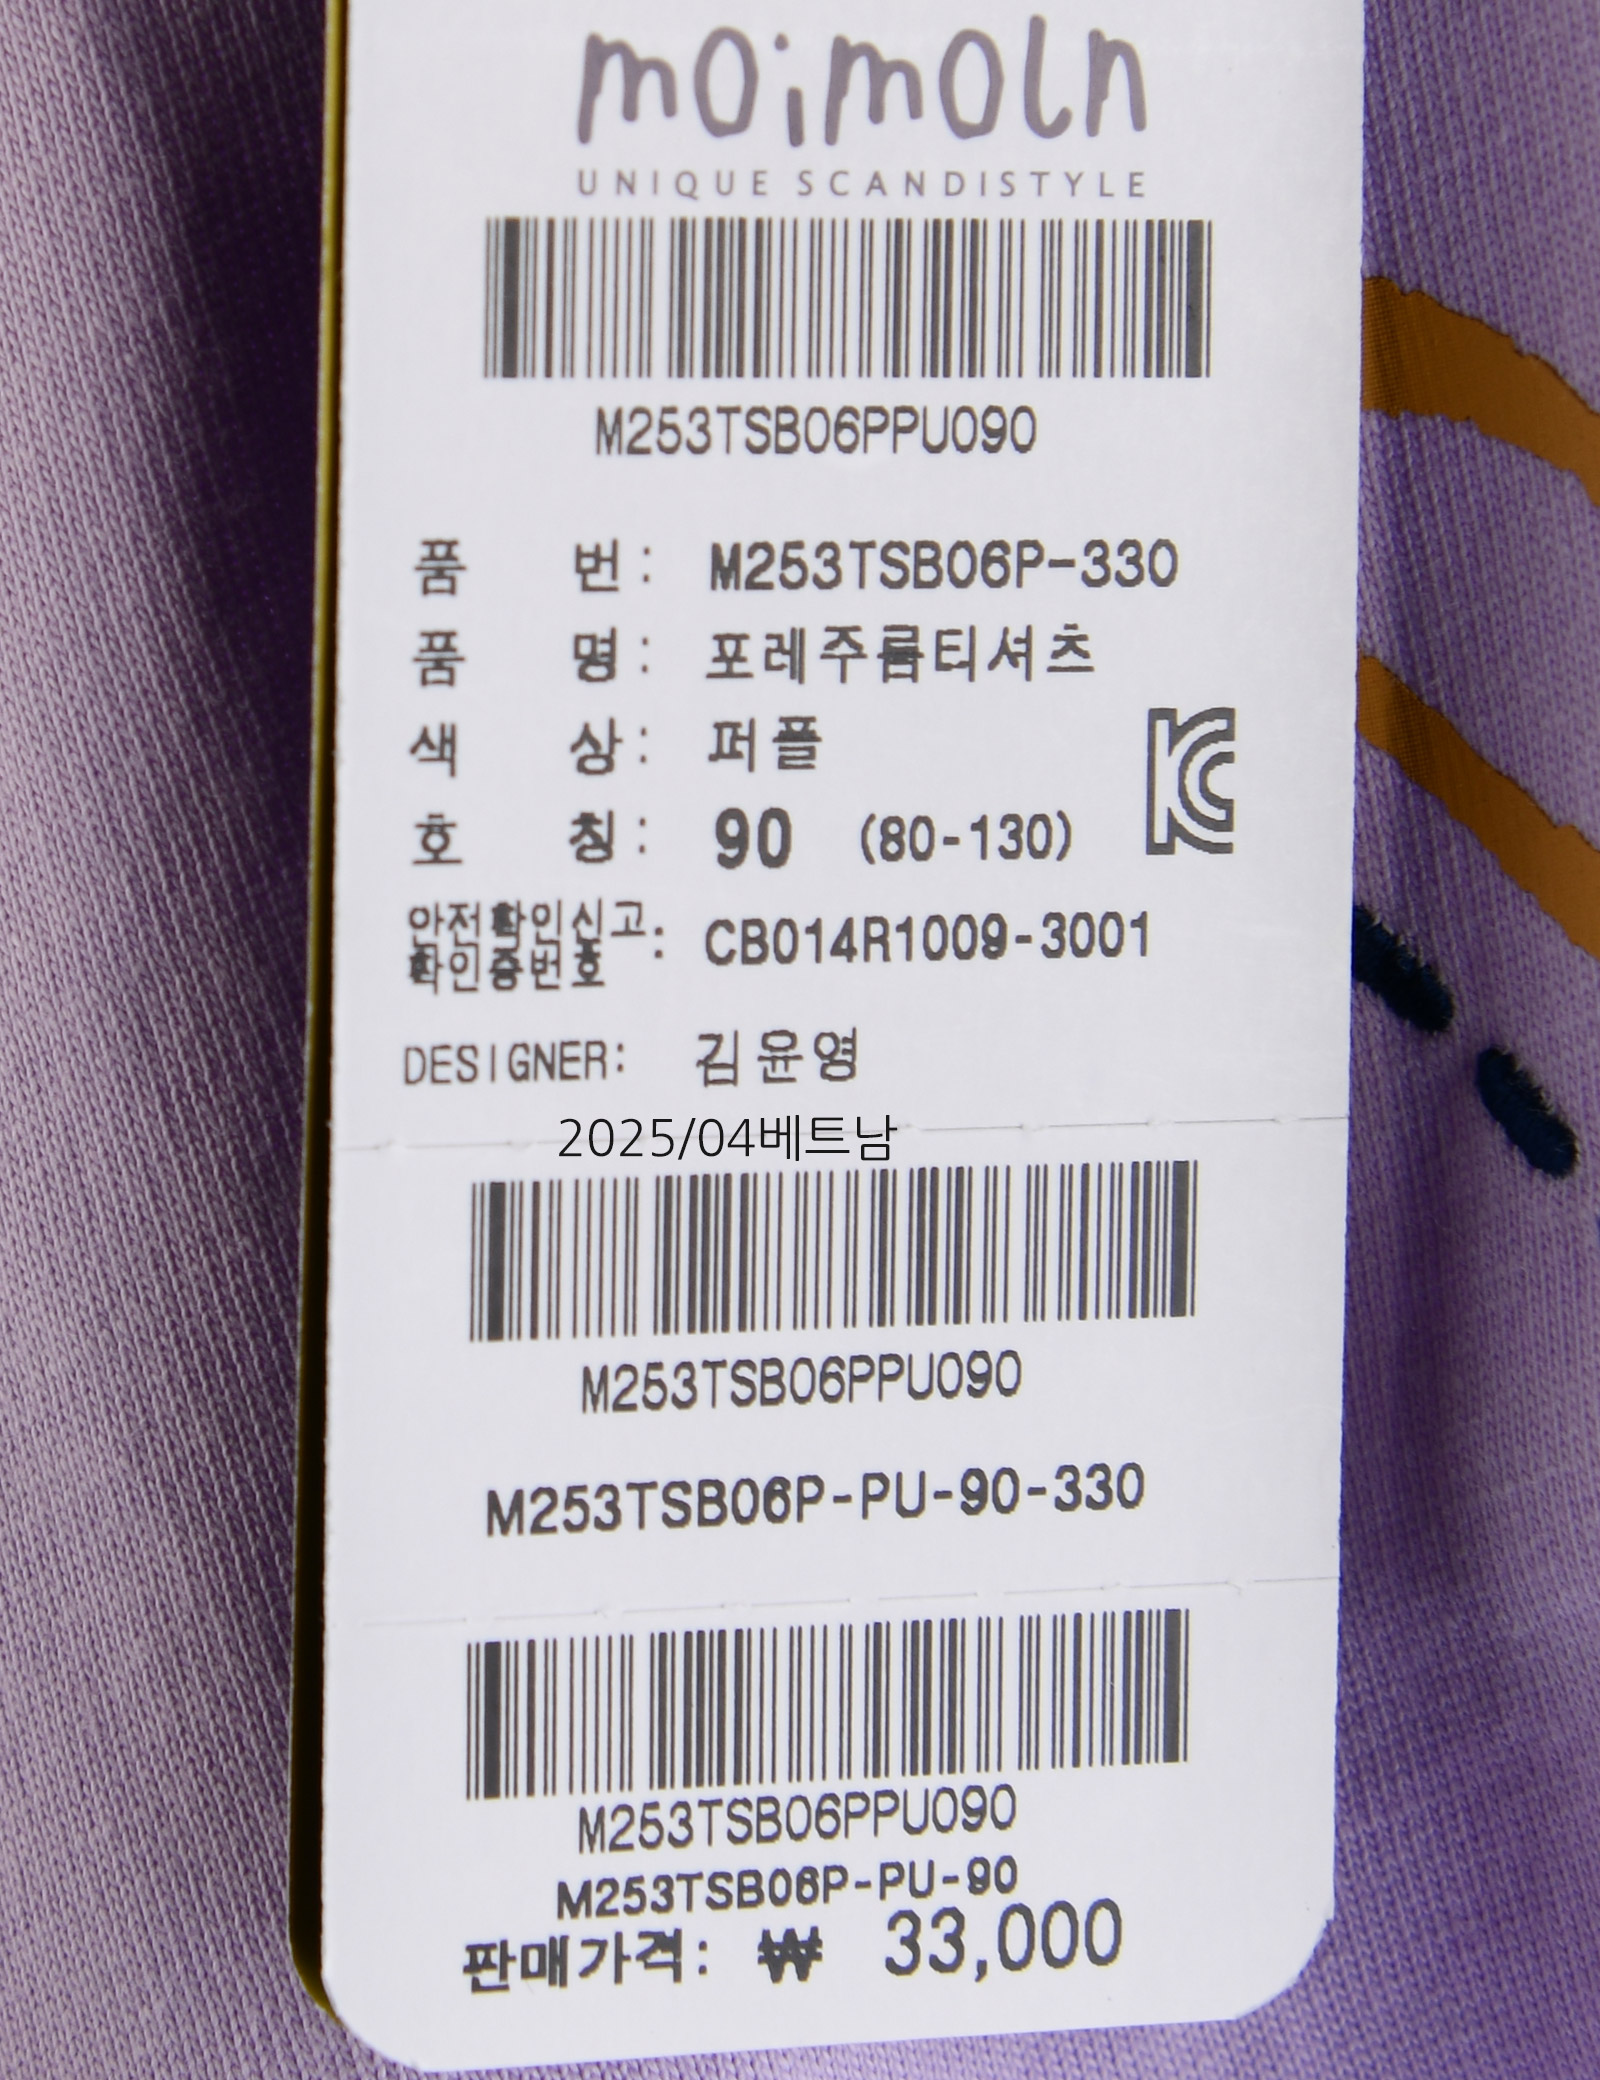 moimoln
UNIQUE SCANDISTYLE
M253TSB06PPU090
품 번: M253TSB06P-330
품 명: 포레주름티셔츠
색 상: 퍼플
호 칭: 90 (80-130)
안전확인신고
확인증번호 : CB014R1009-3001
DESIGNER: 김윤영
2025/04베트남
M253TSB06PPU090
M253TSB06P-PU-90-330
M253TSB06PPU090
M253TSB06P-PU-90
판매가격: ₩ 33,000